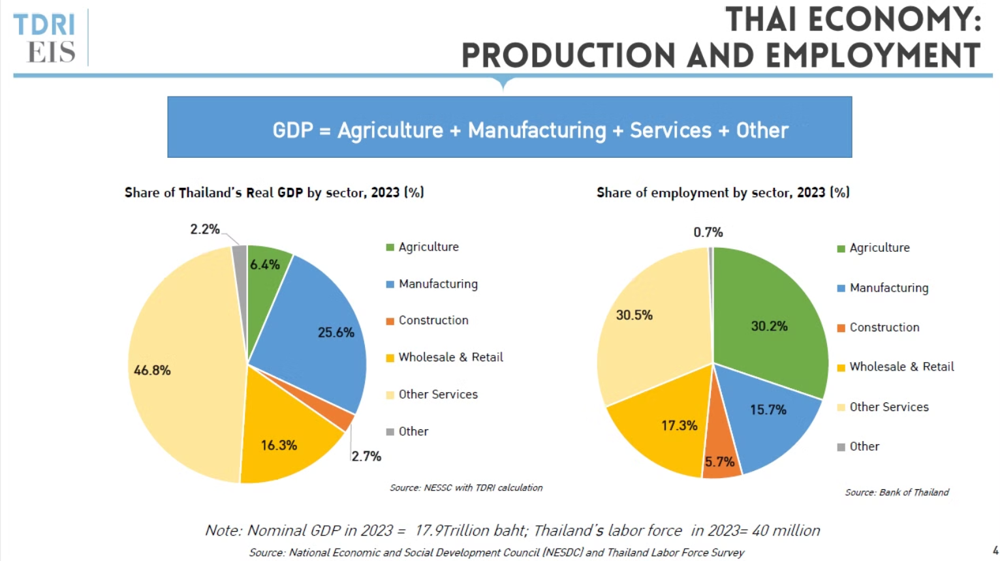 TDRI
EIS
THAI ECONOMY:
PRODUCTION AND EMPLOYMENT
GDP = Agriculture + Manufacturing + Services + Other
Share of Thailand's Real GDP by sector, 2023 (%)
2.2%
6.4%
25.6%
46.8%
16.3%
2.7%
Agriculture
Manufacturing
Construction
Wholesale & Retail
Other Services
Other
Source: NESSC with TDRI calculation
Share of employment by sector, 2023 (%)
0.7%
30.5%
30.2%
15.7%
17.3%
5.7%
Agriculture
Manufacturing
Construction
Wholesale & Retail
Other Services
Other
Source: Bank of Thailand
Note: Nominal GDP in 2023 = 17.9Trillion baht; Thailand's labor force in 2023= 40 million
Source: National Economic and Social Development Council (NESDC) and Thailand Labor Force Survey
4